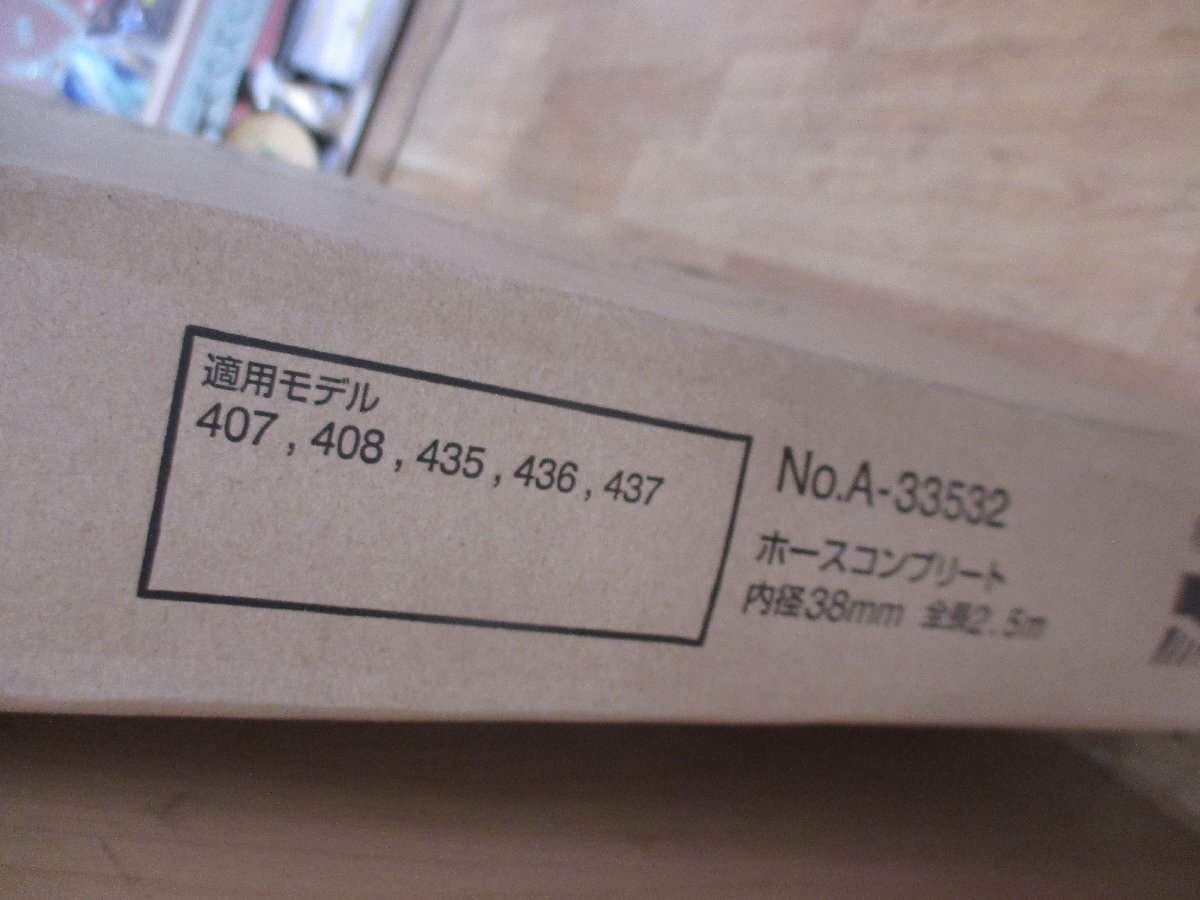 適用モデル
407 , 408 , 435 , 436 , 437
No.A-33532
ホースコンプリート
内径38mm 全長2.5m